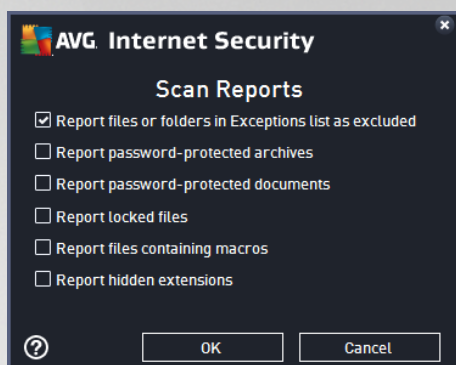 AVG. Internet Security
Scan Reports
Report files or folders in Exceptions list as excluded
Report password-protected archives
Report password-protected documents
Report locked files
Report files containing macros
Report hidden extensions
?
OK
Cancel